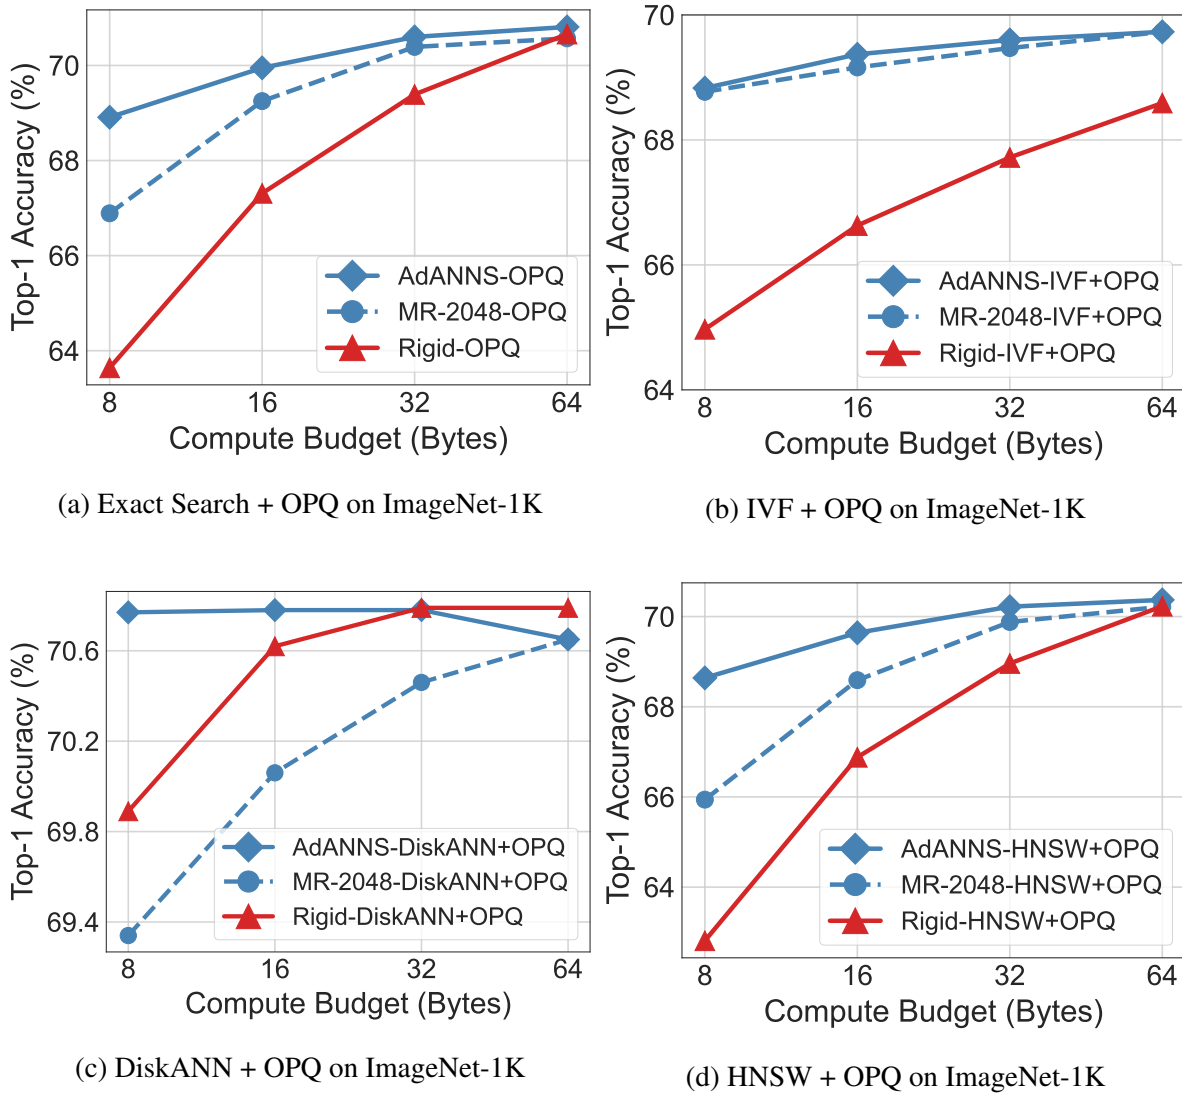 Top-1 Accuracy (%)
70
68
66
64
AdANNS-OPQ
MR-2048-OPQ
Rigid-OPQ
8 16 32 64
Compute Budget (Bytes)
(a) Exact Search + OPQ on ImageNet-1K
Top-1 Accuracy (%)
70
68
66
64
AdANNS-IVF+OPQ
MR-2048-IVF+OPQ
Rigid-IVF+OPQ
8 16 32 64
Compute Budget (Bytes)
(b) IVF + OPQ on ImageNet-1K
Top-1 Accuracy (%)
70.6
70.2
69.8
69.4
AdANNS-DiskANN+OPQ
MR-2048-DiskANN+OPQ
Rigid-DiskANN+OPQ
8 16 32 64
Compute Budget (Bytes)
(c) DiskANN + OPQ on ImageNet-1K
Top-1 Accuracy (%)
70
68
66
64
AdANNS-HNSW+OPQ
MR-2048-HNSW+OPQ
Rigid-HNSW+OPQ
8 16 32 64
Compute Budget (Bytes)
(d) HNSW + OPQ on ImageNet-1K